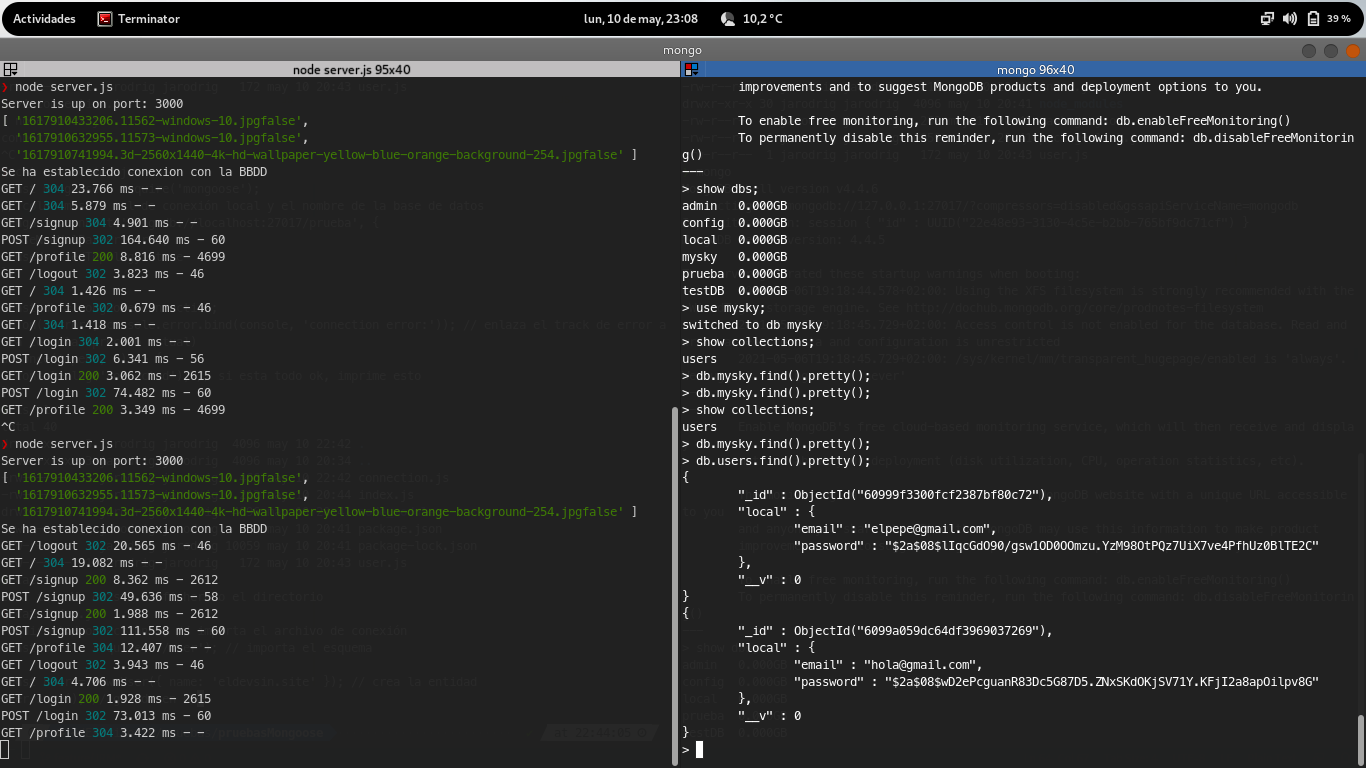 Actividades Terminator lun, 10 de may, 23:08 10,2 °C 39 %
mongo
node server.js 95x40
❯ node server.js
Server is up on port: 3000
[ '1617910433206.11562-windows-10.jpgfalse',
'1617910632955.11573-windows-10.jpgfalse',
'1617910741994.3d-2560x1440-4k-hd-wallpaper-yellow-blue-orange-background-254.jpgfalse' ]
Se ha establecido conexion con la BBDD
GET / 304 23.766 ms - -
GET / 304 5.879 ms - -
GET /signup 304 4.901 ms - -
POST /signup 302 164.640 ms - 60
GET /profile 200 8.816 ms - 4699
GET /logout 302 3.823 ms - 46
GET / 304 1.426 ms - -
GET /profile 302 0.679 ms - 46
GET / 304 1.418 ms - -
GET /login 304 2.001 ms - -
POST /login 302 6.341 ms - 56
GET /login 200 3.062 ms - 2615
POST /login 302 74.482 ms - 60
GET /profile 200 3.349 ms - 4699
^C
❯ node server.js
Server is up on port: 3000
[ '1617910433206.11562-windows-10.jpgfalse',
'1617910632955.11573-windows-10.jpgfalse',
'1617910741994.3d-2560x1440-4k-hd-wallpaper-yellow-blue-orange-background-254.jpgfalse' ]
Se ha establecido conexion con la BBDD
GET /logout 302 20.565 ms - 46
GET / 304 19.082 ms - -
GET /signup 200 8.362 ms - 2612
POST /signup 302 49.636 ms - 58
GET /signup 200 1.988 ms - 2612
POST /signup 302 111.558 ms - 60
GET /profile 304 12.407 ms - -
GET /logout 302 3.943 ms - 46
GET / 304 4.706 ms - -
GET /login 200 1.928 ms - 2615
POST /login 302 73.013 ms - 60
GET /profile 304 3.422 ms - -
mongo 96x40
improvements and to suggest MongoDB products and deployment options to you.
To enable free monitoring, run the following command: db.enableFreeMonitoring()
To permanently disable this reminder, run the following command: db.disableFreeMonitorin
g()
---
> show dbs;
admin 0.000GB
config 0.000GB
local 0.000GB
mysky 0.000GB
prueba 0.000GB
testDB 0.000GB
> use mysky;
switched to db mysky
> show collections;
users
> db.mysky.find().pretty();
> db.mysky.find().pretty();
> show collections;
users
> db.mysky.find().pretty();
> db.users.find().pretty();
{
"_id" : ObjectId("60999f3300fcf2387bf80c72"),
"local" : {
"email" : "elpepe@gmail.com",
"password" : "$2a$08$lIqcGdO90/gsw1OD0OOmzu.YzM98OtPQz7UiX7ve4PfhUz0BlTE2C"
},
"__v" : 0
}
{
"_id" : ObjectId("6099a059dc64df3969037269"),
"local" : {
"email" : "hola@gmail.com",
"password" : "$2a$08$wD2ePcguanR83Dc5G87D5.ZNxSKdOKjSV71Y.KFjI2a8apOilpv8G"
},
"__v" : 0
}
>